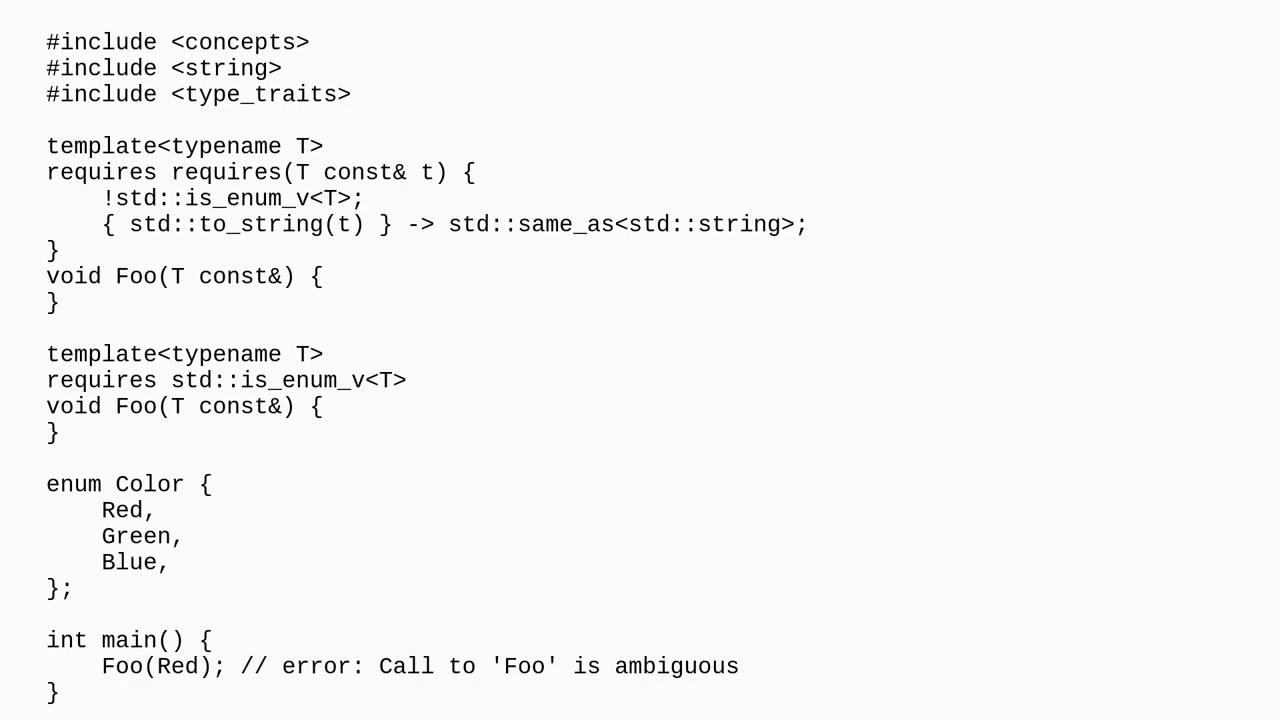 #include <concepts>
#include <string>
#include <type_traits>

template<typename T>
requires requires(T const& t) {
    !std::is_enum_v<T>;
    { std::to_string(t) } -> std::same_as<std::string>;
}
void Foo(T const&) {
}

template<typename T>
requires std::is_enum_v<T>
void Foo(T const&) {
}

enum Color {
    Red,
    Green,
    Blue,
};

int main() {
    Foo(Red); // error: Call to 'Foo' is ambiguous
}